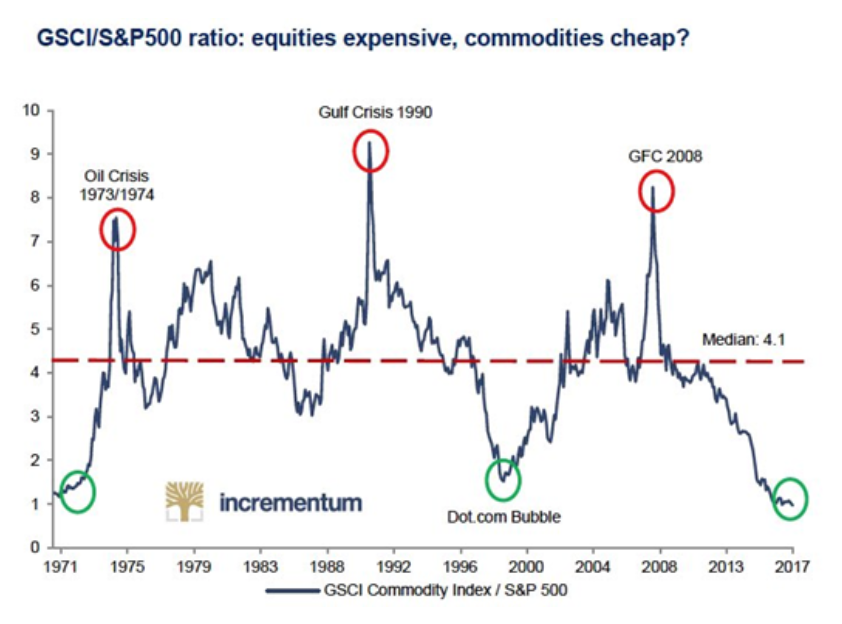 GSCI/S&P500 ratio: equities expensive, commodities cheap?
10
9
8
7
6
5
4
3
2
1
0
Oil Crisis
1973/1974
Gulf Crisis 1990
GFC 2008
Median: 4.1
Dot.com Bubble
incrementum
1971 1975 1979 1983 1988 1992 1996 2000 2004 2008 2013 2017
GSCI Commodity Index / S&P 500